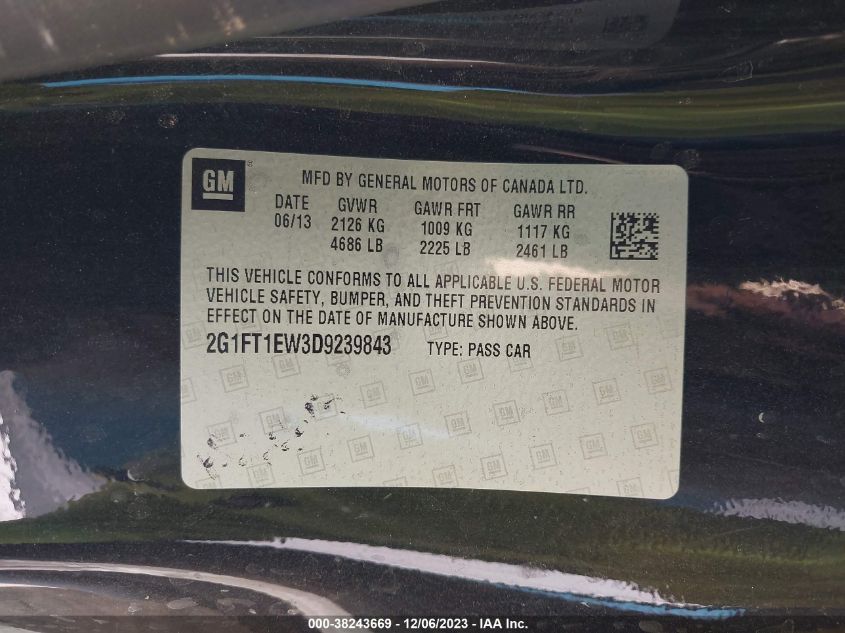 GM
MFD BY GENERAL MOTORS OF CANADA LTD.
DATE GVWR GAWR FRT GAWR RR
06/13 2126 KG 1009 KG 1117 KG
4686 LB 2225 LB 2461 LB
THIS VEHICLE CONFORMS TO ALL APPLICABLE U.S. FEDERAL MOTOR
VEHICLE SAFETY, BUMPER, AND THEFT PREVENTION STANDARDS IN
EFFECT ON THE DATE OF MANUFACTURE SHOWN ABOVE.
2G1FT1EW3D9239843 TYPE: PASS CAR
000-38243669 - 12/06/2023 - IAA Inc.